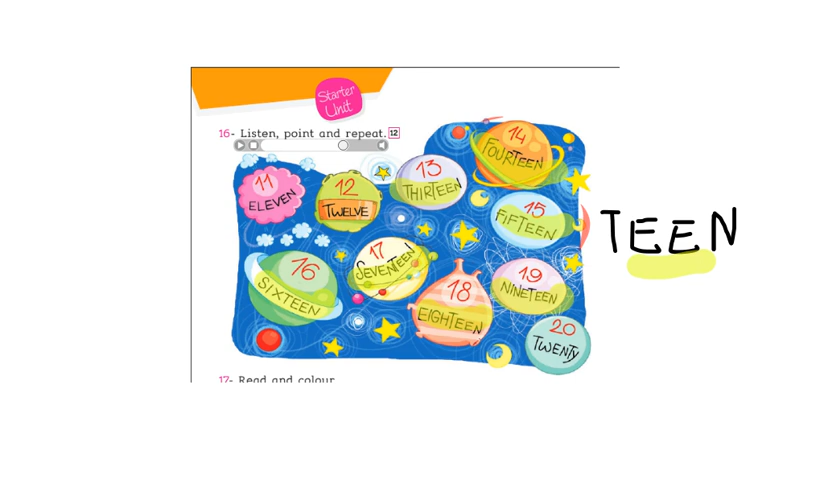 Starter
Unit
16- Listen, point and repeat. 12
11
ELEVEN
12
TWELVE
13
THIRTEEN
14
FOURTEEN
15
FIFTEEN
16
SIXTEEN
17
SEVENTEEN
18
EIGHTEEN
19
NINETEEN
20
TWENTY
TEEN
17- Read and colour